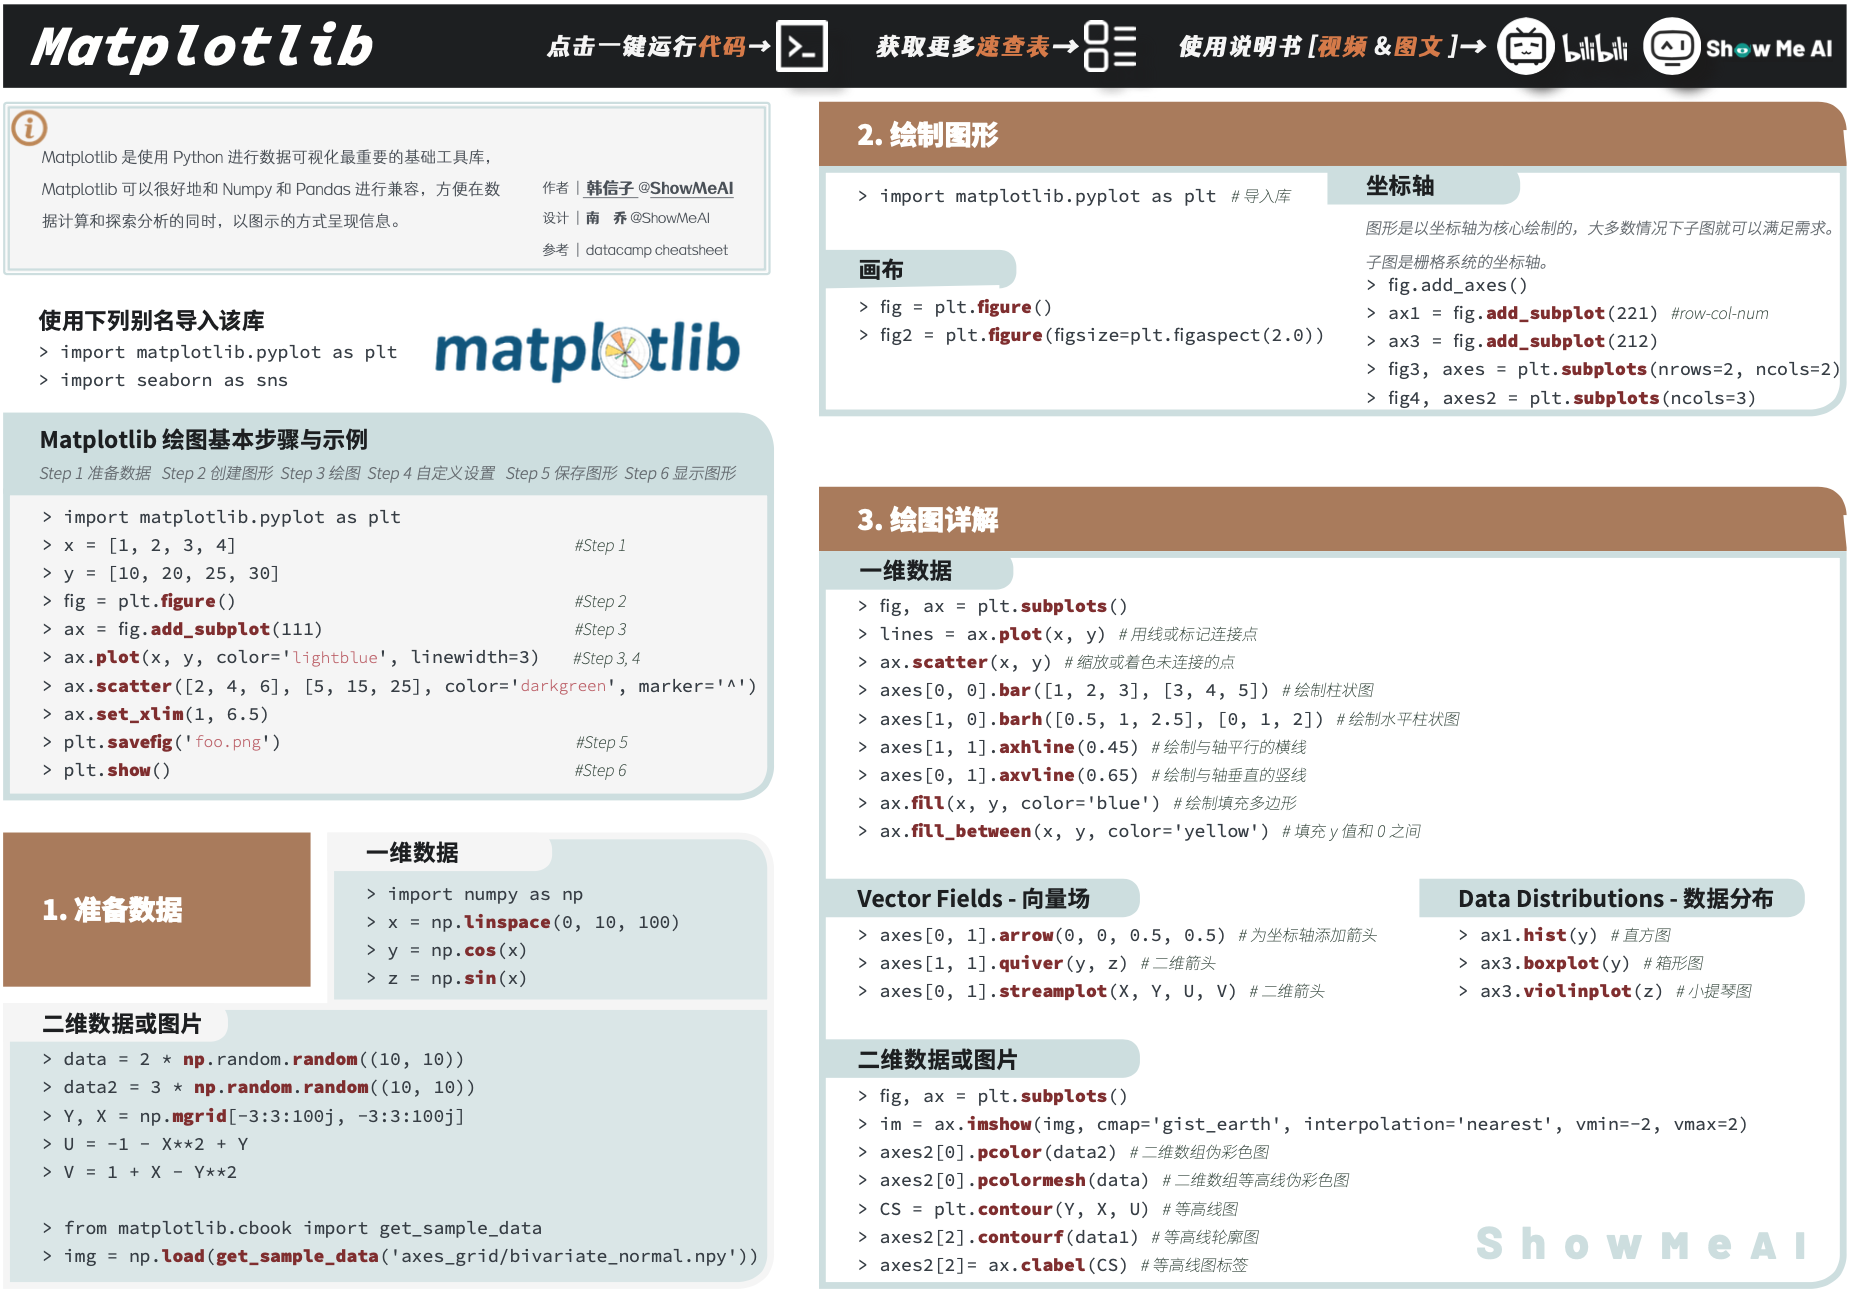 Matplotlib
点击一键运行代码→
获取更多速查表→
使用说明书[视频 &图文 ]→
bilibili
Show Me AI
Matplotlib 是使用 Python 进行数据可视化最重要的基础工具库，
Matplotlib 可以很好地和 Numpy 和 Pandas 进行兼容，方便在数
据计算和探索分析的同时，以图示的方式呈现信息。
作者 | 韩信子 @ShowMeAI
设计 | 南 乔 @ShowMeAI
参考 | datacamp cheatsheet
使用下列别名导入该库
> import matplotlib.pyplot as plt
> import seaborn as sns
matplotlib
Matplotlib 绘图基本步骤与示例
Step 1 准备数据 Step 2 创建图形 Step 3 绘图 Step 4 自定义设置 Step 5 保存图形 Step 6 显示图形
> import matplotlib.pyplot as plt
> x = [1, 2, 3, 4] #Step 1
> y = [10, 20, 25, 30]
> fig = plt.figure() #Step 2
> ax = fig.add_subplot(111) #Step 3
> ax.plot(x, y, color='lightblue', linewidth=3) #Step 3, 4
> ax.scatter([2, 4, 6], [5, 15, 25], color='darkgreen', marker='^')
> ax.set_xlim(1, 6.5)
> plt.savefig('foo.png') #Step 5
> plt.show() #Step 6
1. 准备数据
一维数据
> import numpy as np
> x = np.linspace(0, 10, 100)
> y = np.cos(x)
> z = np.sin(x)
二维数据或图片
> data = 2 * np.random.random((10, 10))
> data2 = 3 * np.random.random((10, 10))
> Y, X = np.mgrid[-3:3:100j, -3:3:100j]
> U = -1 - X**2 + Y
> V = 1 + X - Y**2
> from matplotlib.cbook import get_sample_data
> img = np.load(get_sample_data('axes_grid/bivariate_normal.npy'))
2. 绘制图形
> import matplotlib.pyplot as plt # 导入库
画布
> fig = plt.figure()
> fig2 = plt.figure(figsize=plt.figaspect(2.0))
坐标轴
图形是以坐标轴为核心绘制的，大多数情况下子图就可以满足需求。
子图是栅格系统的坐标轴。
> fig.add_axes()
> ax1 = fig.add_subplot(221) #row-col-num
> ax3 = fig.add_subplot(212)
> fig3, axes = plt.subplots(nrows=2, ncols=2)
> fig4, axes2 = plt.subplots(ncols=3)
3. 绘图详解
一维数据
> fig, ax = plt.subplots()
> lines = ax.plot(x, y) # 用线或标记连接点
> ax.scatter(x, y) # 缩放或着色未连接的点
> axes[0, 0].bar([1, 2, 3], [3, 4, 5]) # 绘制柱状图
> axes[1, 0].barh([0.5, 1, 2.5], [0, 1, 2]) # 绘制水平柱状图
> axes[1, 1].axhline(0.45) # 绘制与轴平行的横线
> axes[0, 1].axvline(0.65) # 绘制与轴垂直的竖线
> ax.fill(x, y, color='blue') # 绘制填充多边形
> ax.fill_between(x, y, color='yellow') # 填充 y 值和 0 之间
Vector Fields - 向量场
> axes[0, 1].arrow(0, 0, 0.5, 0.5) # 为坐标轴添加箭头
> axes[1, 1].quiver(y, z) # 二维箭头
> axes[0, 1].streamplot(X, Y, U, V) # 二维箭头
Data Distributions - 数据分布
> ax1.hist(y) # 直方图
> ax3.boxplot(y) # 箱形图
> ax3.violinplot(z) # 小提琴图
二维数据或图片
> fig, ax = plt.subplots()
> im = ax.imshow(img, cmap='gist_earth', interpolation='nearest', vmin=-2, vmax=2)
> axes2[0].pcolor(data2) # 二维数组伪彩色图
> axes2[0].pcolormesh(data) # 二维数组等高线伪彩色图
> CS = plt.contour(Y, X, U) # 等高线图
> axes2[2].contourf(data1) # 等高线轮廓图
> axes2[2]= ax.clabel(CS) # 等高线图标签
ShowMeAI